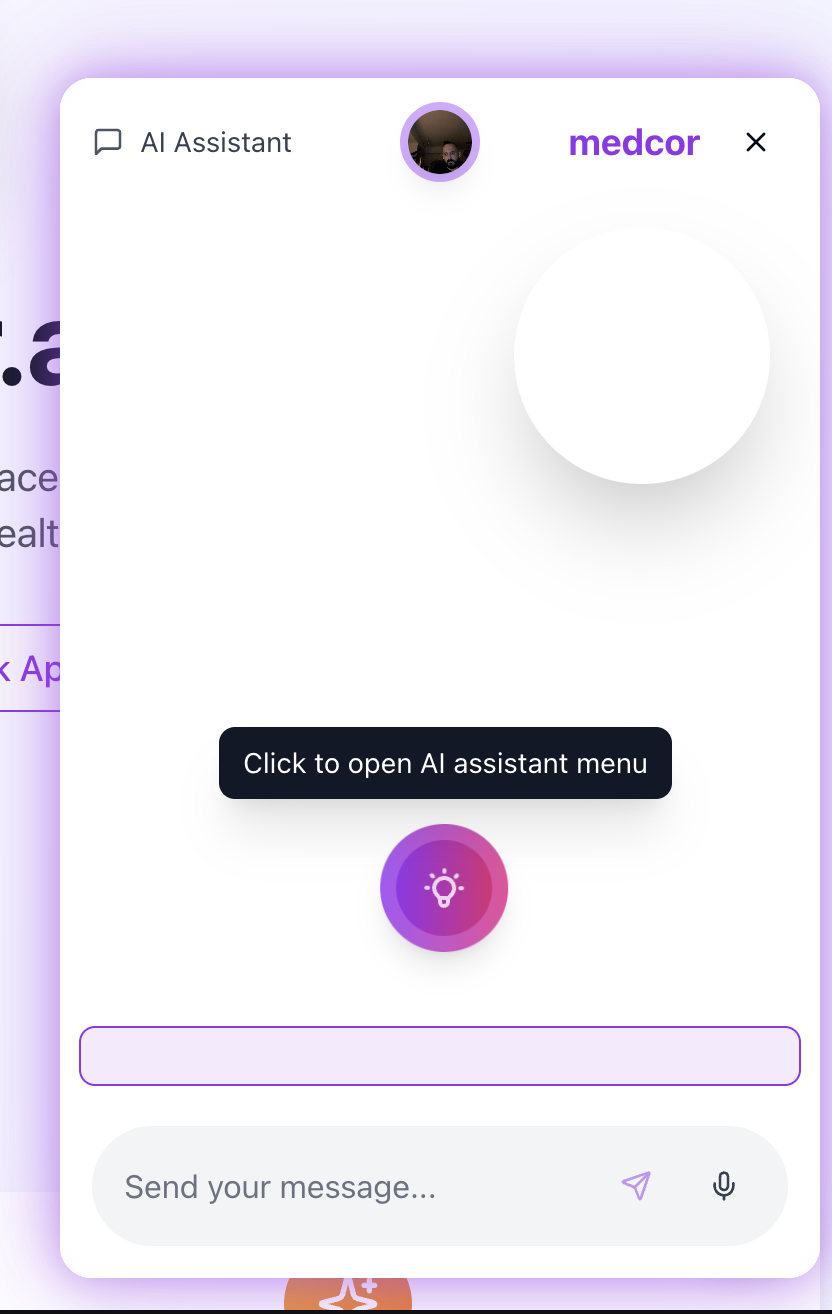 AI Assistant
medcor
.a
ace
ealt
k Ap
Click to open AI assistant menu
Send your message...